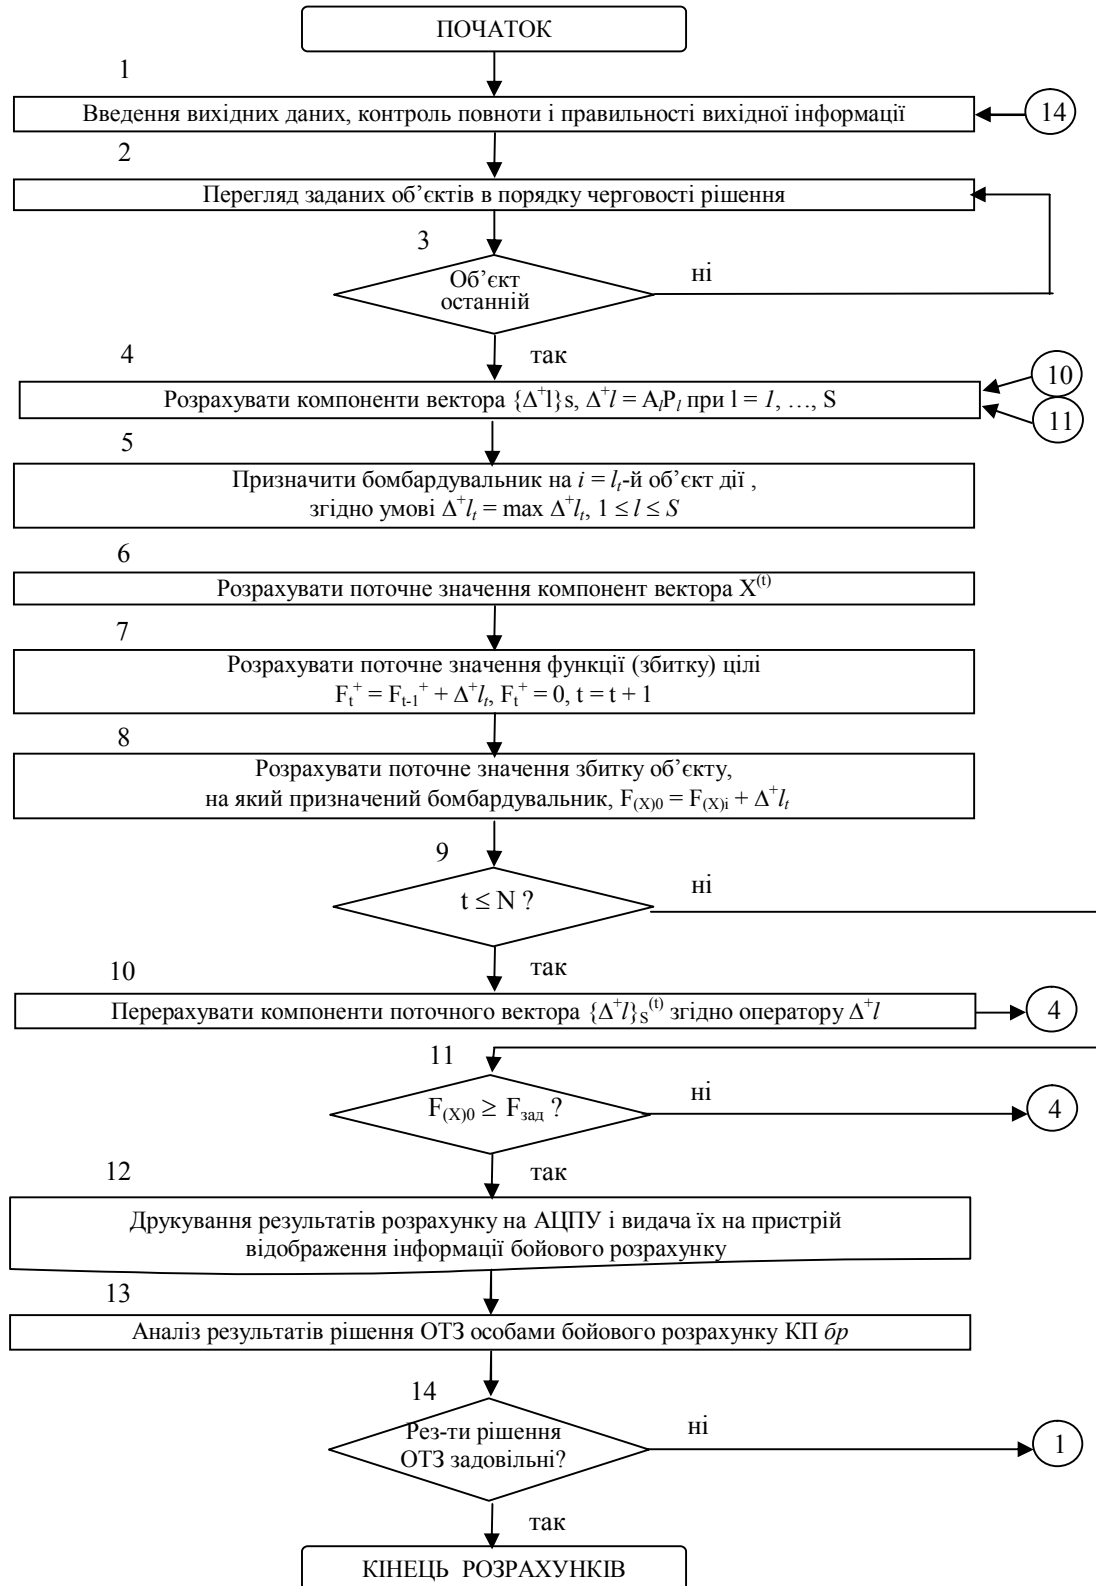 ПОЧАТОК
1
Введення вихідних даних, контроль повноти і правильності вихідної інформації
14
2
Перегляд заданих об’єктів в порядку черговості рішення
3
Об’єкт
останній
ні
так
4
Розрахувати компоненти вектора {Δ⁺l}s, Δ⁺l = AₗPₗ при l = 1, …, S
10
11
5
Призначити бомбардувальник на i = lₜ-й об’єкт дії ,
згідно умові Δ⁺lₜ = max Δ⁺lₜ, 1 ≤ l ≤ S
6
Розрахувати поточне значення компонент вектора X⁽ᵗ⁾
7
Розрахувати поточне значення функції (збитку) цілі
Fₜ⁺ = Fₜ₋₁⁺ + Δ⁺lₜ, Fₜ⁺ = 0, t = t + 1
8
Розрахувати поточне значення збитку об’єкту,
на який призначений бомбардувальник, F₍X₎₀ = F₍X₎ᵢ + Δ⁺lₜ
9
t ≤ N ?
ні
так
10
Перерахувати компоненти поточного вектора {Δ⁺l}S⁽ᵗ⁾ згідно оператору Δ⁺l
4
11
F₍X₎₀ ≥ Fзад ?
ні
4
так
12
Друкування результатів розрахунку на АЦПУ і видача їх на пристрій
відображення інформації бойового розрахунку
13
Аналіз результатів рішення ОТЗ особами бойового розрахунку КП бр
14
Рез-ти рішення
ОТЗ задовільні?
ні
1
так
КІНЕЦЬ РОЗРАХУНКІВ